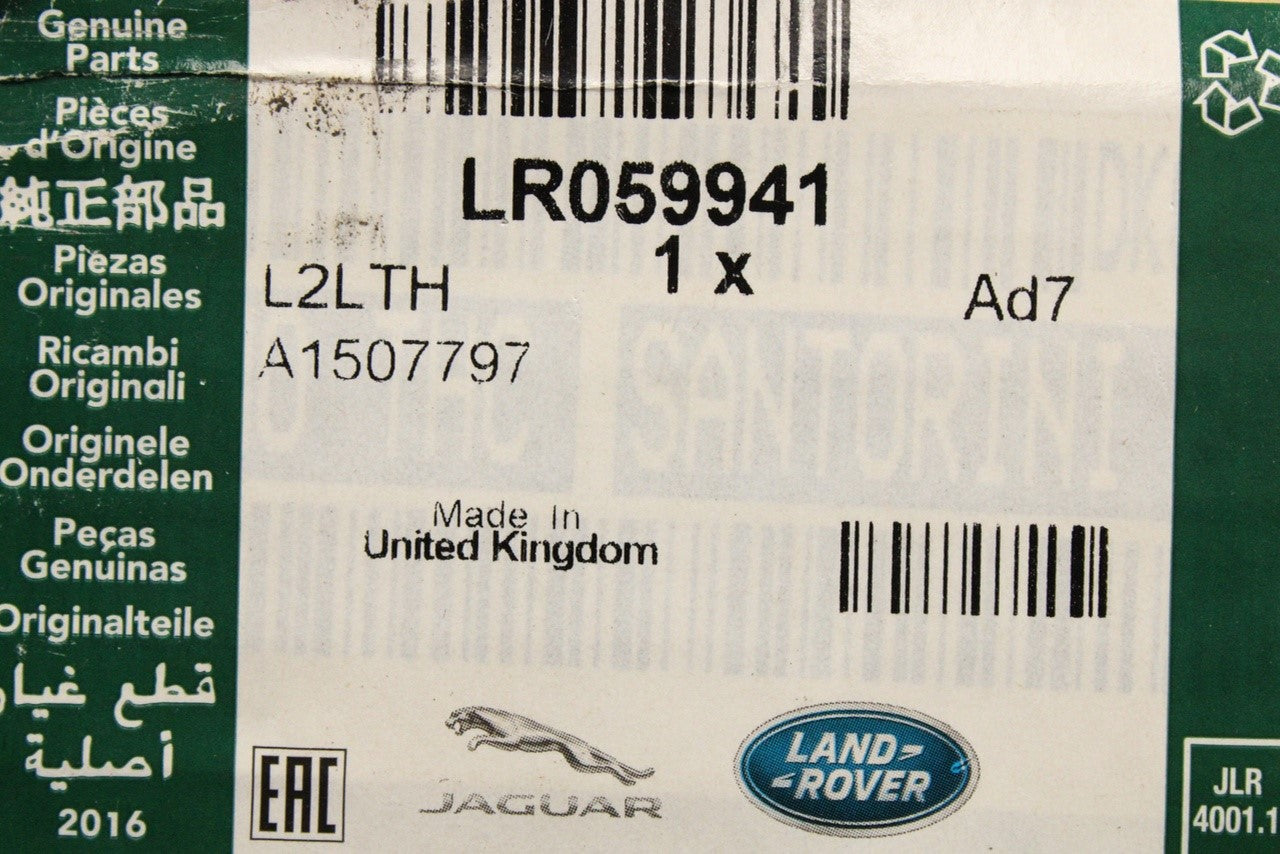 Genuine
Parts
Pièces
d'Origine
純正部品
Piezas
Originales
Ricambi
Originali
Originele
Onderdelen
Peças
Genuinas
Originalteile
قطع غيار
أصلية
2016
LR059941
1 x
L2LTH
Ad7
A1507797
SANTORINI
Made In
United Kingdom
EAC
JAGUAR
LAND
ROVER
JLR
4001.1